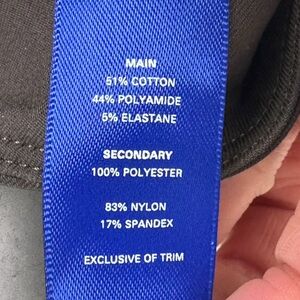 MAIN
51% COTTON
44% POLYAMIDE
5% ELASTANE
SECONDARY
100% POLYESTER
83% NYLON
17% SPANDEX
EXCLUSIVE OF TRIM